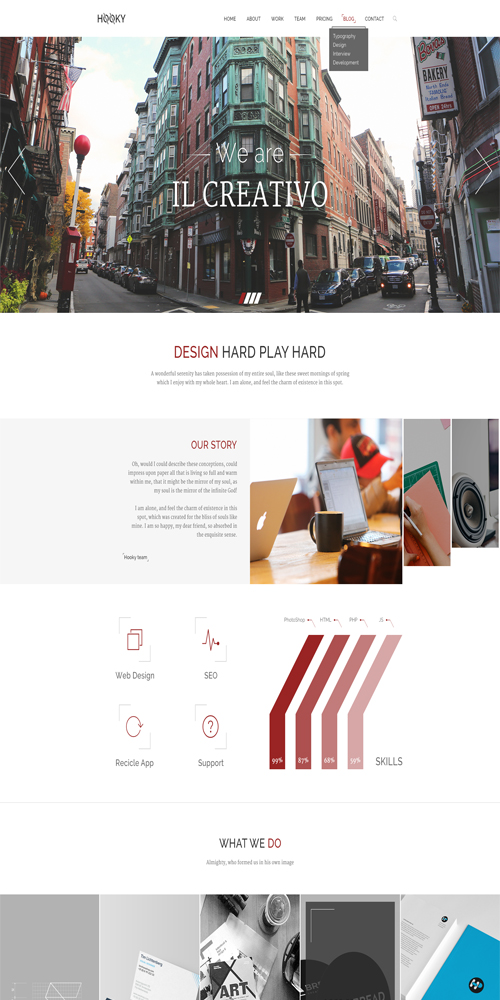 HOOKY
HOME ABOUT WORK TEAM PRICING BLOG CONTACT
Typography
Design
Interview
Development
Bova's
BAKERY
NORTH END'S
FAMOUS
Italian Bread
We are
IL CREATIVO
DESIGN HARD PLAY HARD
A wonderful serenity has taken possession of my entire soul, like these sweet mornings of spring
which I enjoy with my whole heart. I am alone, and feel the charm of existence in this spot.
OUR STORY
Oh, would I could describe these conceptions, could
impress upon paper all that is living so full and warm
within me, that it might be the mirror of my soul, as
my soul is the mirror of the infinite God!
I am alone, and feel the charm of existence in this
spot, which was created for the bliss of souls like
mine. I am so happy, my dear friend, so absorbed in
the exquisite sense.
Hooky team
Web Design
SEO
Recicle App
Support
PhotoShop HTML PHP JS
99% 87% 68% 59%
SKILLS
WHAT WE DO
Almighty, who formed us in his own image
ART